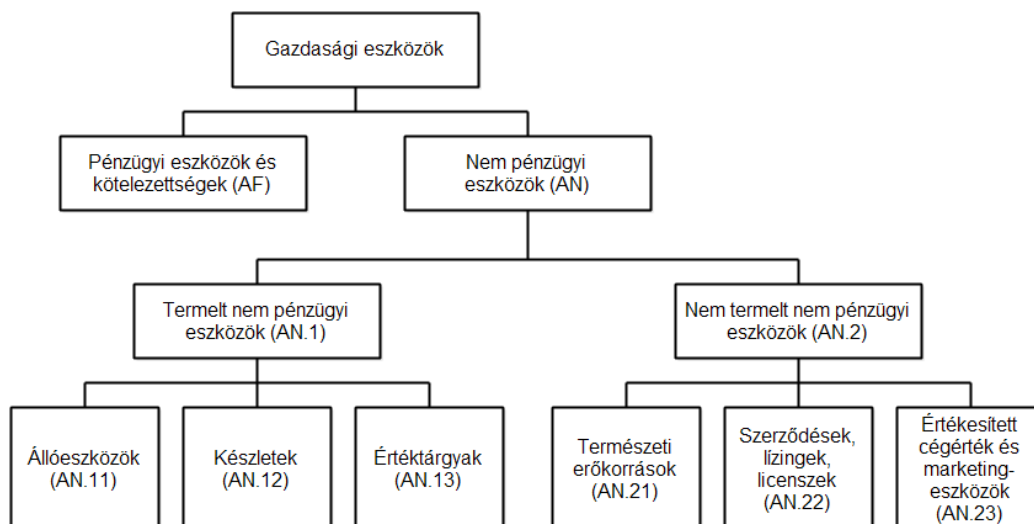 Gazdasági eszközök
Pénzügyi eszközök és
kötelezettségek (AF)
Nem pénzügyi
eszközök (AN)
Termelt nem pénzügyi
eszközök (AN.1)
Nem termelt nem pénzügyi
eszközök (AN.2)
Állóeszközök
(AN.11)
Készletek
(AN.12)
Értéktárgyak
(AN.13)
Természeti
erőkorrások
(AN.21)
Szerződések,
lízingek,
licenszek
(AN.22)
Értékesített
cégérték és
marketing-
eszközök
(AN.23)